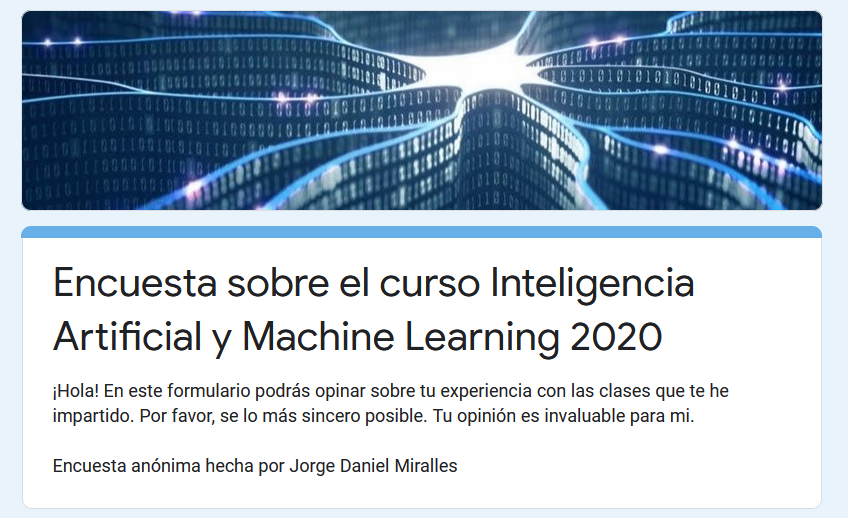 Encuesta sobre el curso Inteligencia
Artificial y Machine Learning 2020
¡Hola! En este formulario podrás opinar sobre tu experiencia con las clases que te he
impartido. Por favor, se lo más sincero posible. Tu opinión es invaluable para mi.
Encuesta anónima hecha por Jorge Daniel Miralles